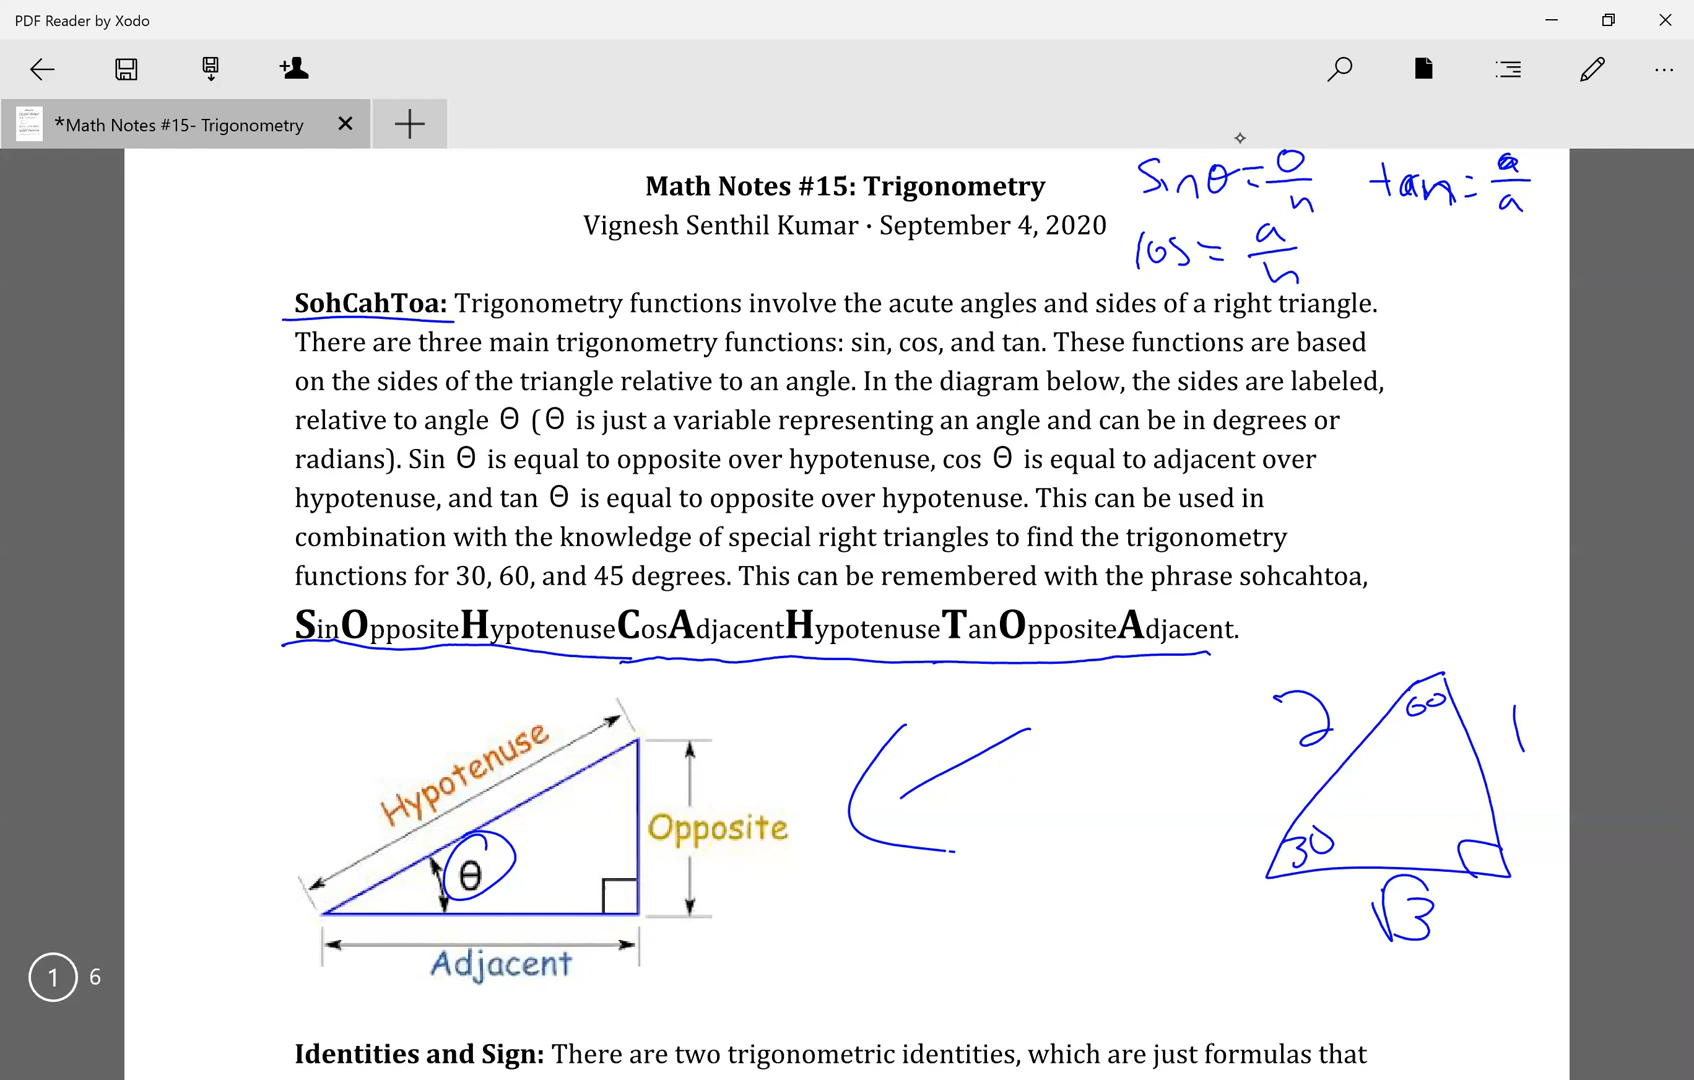 PDF Reader by Xodo
*Math Notes #15- Trigonometry
Math Notes #15: Trigonometry
Vignesh Senthil Kumar · September 4, 2020
sinθ = o/h
tan = /a
cos = a/h
SohCahToa: Trigonometry functions involve the acute angles and sides of a right triangle.
There are three main trigonometry functions: sin, cos, and tan. These functions are based
on the sides of the triangle relative to an angle. In the diagram below, the sides are labeled,
relative to angle Θ (Θ is just a variable representing an angle and can be in degrees or
radians). Sin Θ is equal to opposite over hypotenuse, cos Θ is equal to adjacent over
hypotenuse, and tan Θ is equal to opposite over hypotenuse. This can be used in
combination with the knowledge of special right triangles to find the trigonometry
functions for 30, 60, and 45 degrees. This can be remembered with the phrase sohcahtoa,
SinOppositeHypotenuseCosAdjacentHypotenuseTanOppositeAdjacent.
Hypotenuse
Opposite
θ
Adjacent
60
2
1
30
√3
1 6
Identities and Sign: There are two trigonometric identities, which are just formulas that